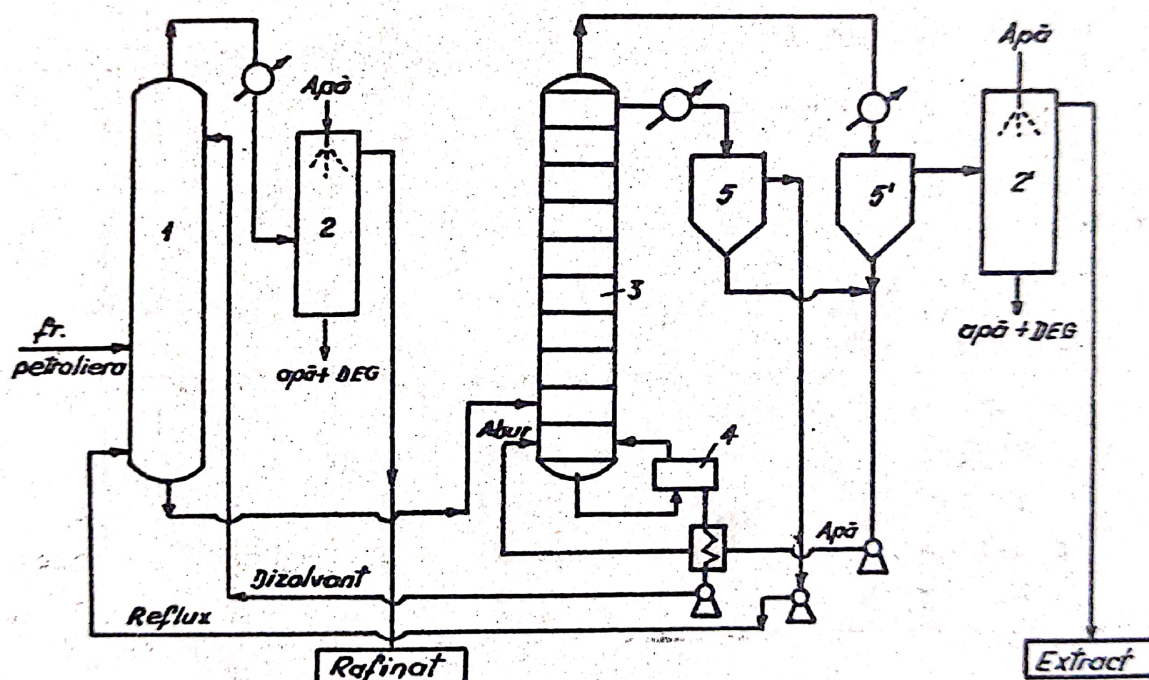 Apă
1
2
apă + DEG
fr.
petrolieră
Abur
3
4
5
5'
Apă
2'
apă + DEG
Apă
Dizolvant
Reflux
Rafinat
Extract